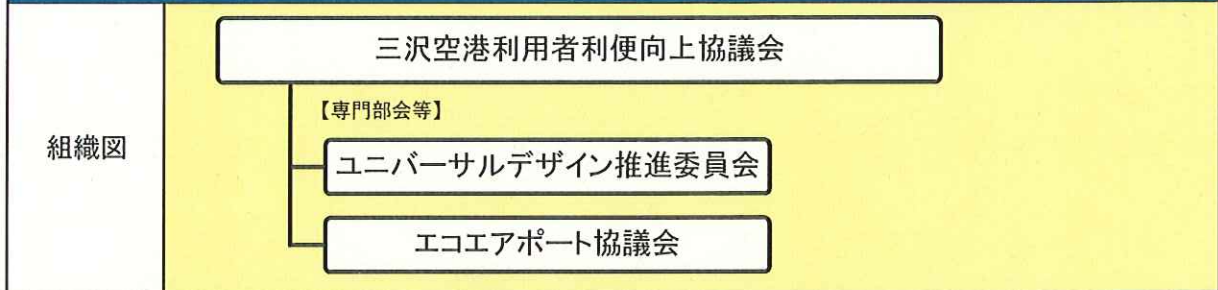 三沢空港利用者利便向上協議会
【専門部会等】
組織図
ユニバーサルデザイン推進委員会
エコエアポート協議会